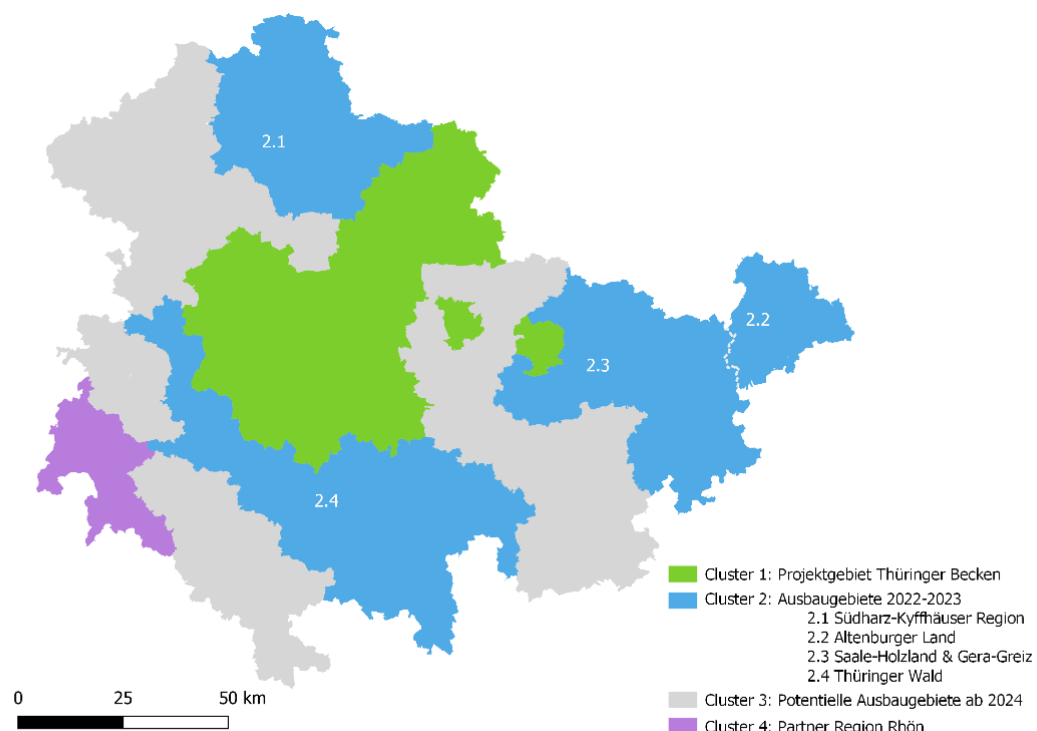 2.1
2.2
2.3
2.4
Cluster 1: Projektgebiet Thüringer Becken
Cluster 2: Ausbaugebiete 2022-2023
2.1 Südharz-Kyffhäuser Region
2.2 Altenburger Land
2.3 Saale-Holzland & Gera-Greiz
2.4 Thüringer Wald
Cluster 3: Potentielle Ausbaugebiete ab 2024
Cluster 4: Partner Region Rhön
0 25 50 km